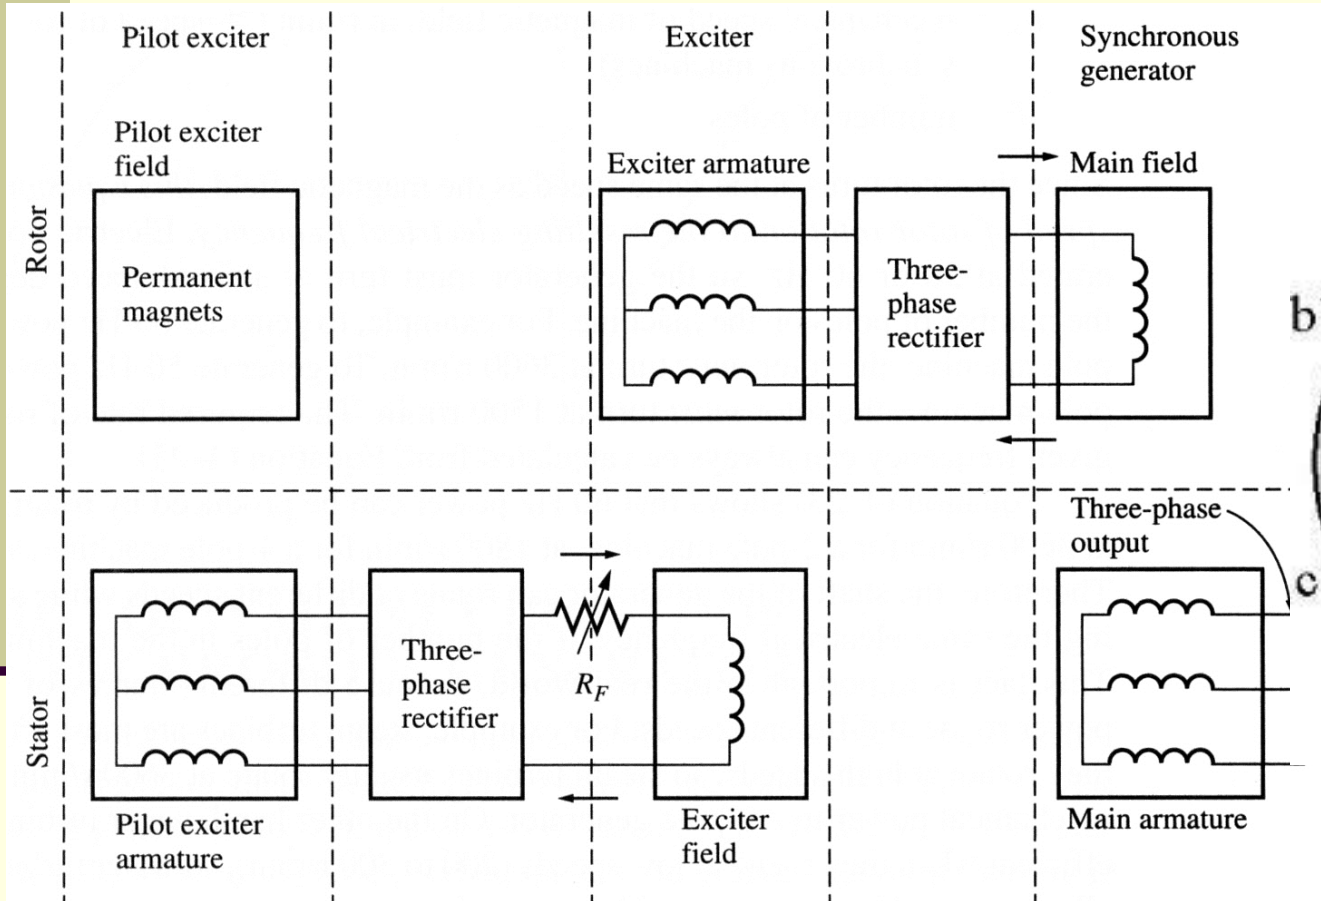 Pilot exciter
Exciter
Synchronous
generator
Pilot exciter
field
Exciter armature
Main field
Rotor
Permanent
magnets
Three-
phase
rectifier
b
Three-phase
output
c
Stator
Three-
phase
rectifier
R_F
Pilot exciter
armature
Exciter
field
Main armature